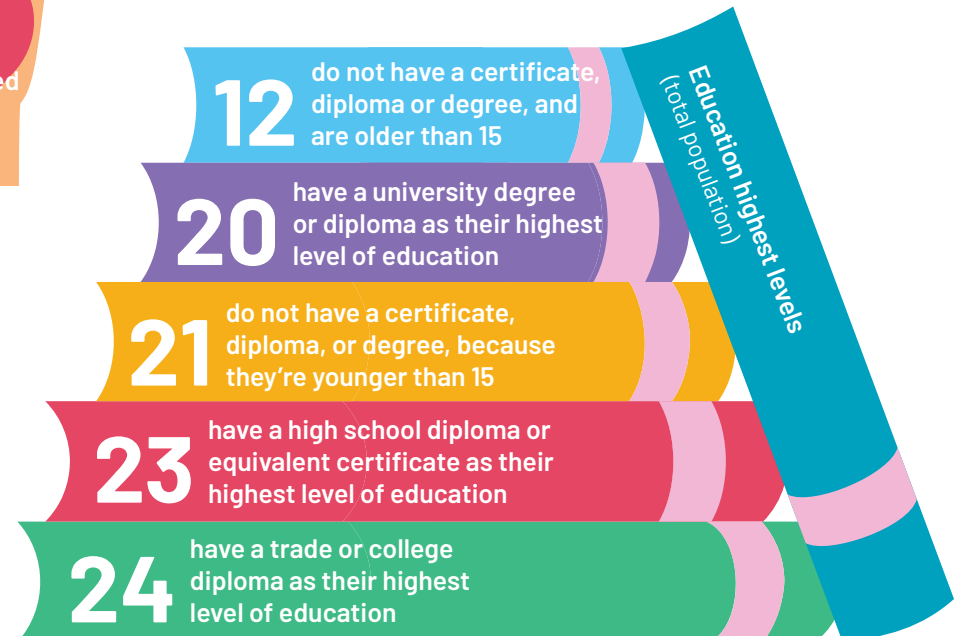 ed
12
do not have a certificate,
diploma or degree, and
are older than 15
20
have a university degree
or diploma as their highest
level of education
21
do not have a certificate,
diploma, or degree, because
they’re younger than 15
23
have a high school diploma or
equivalent certificate as their
highest level of education
24
have a trade or college
diploma as their highest
level of education
Education highest levels
(total population)